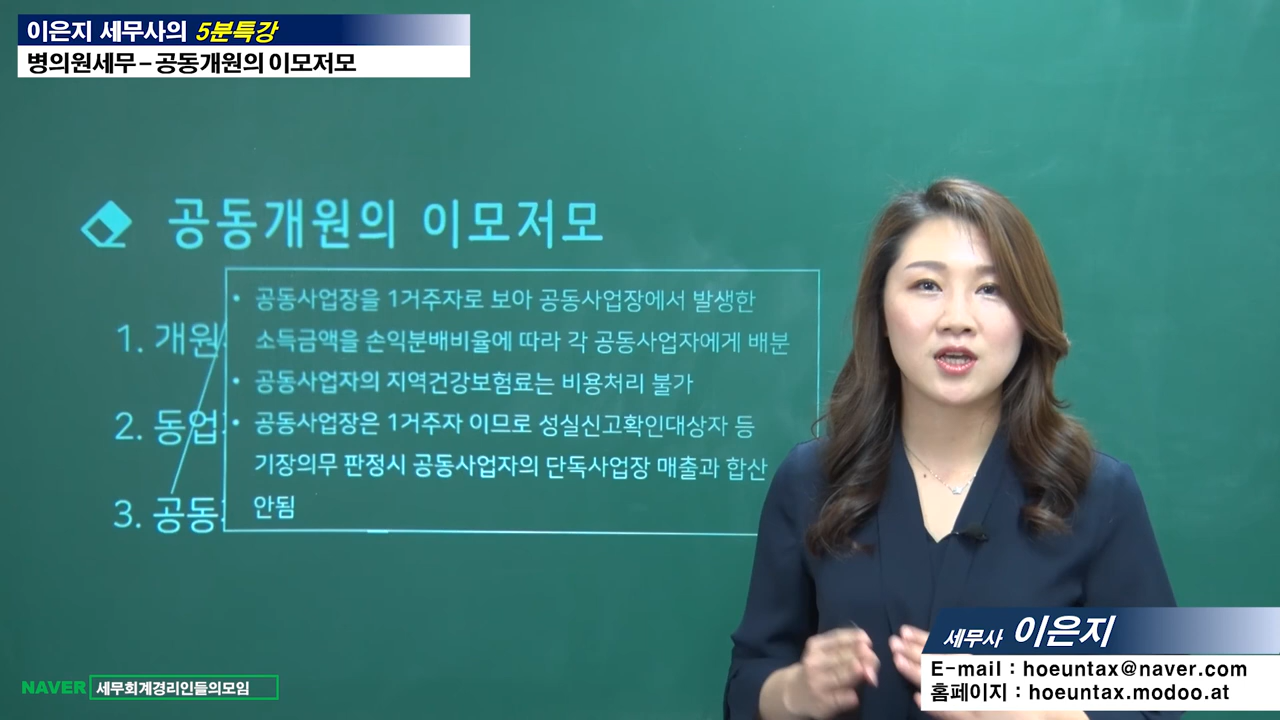 이은지 세무사의 5분특강
병의원세무 – 공동개원의 이모저모
공동개원의 이모저모
1. 개원
2. 동업
3. 공동
• 공동사업장을 1거주자로 보아 공동사업장에서 발생한
소득금액을 손익분배비율에 따라 각 공동사업자에게 배분
• 공동사업자의 지역건강보험료는 비용처리 불가
• 공동사업장은 1거주자 이므로 성실신고확인대상자 등
기장의무 판정시 공동사업자의 단독사업장 매출과 합산
안됨
세무사 이은지
E-mail : hoeuntax@naver.com
홈페이지 : hoeuntax.modoo.at
NAVER 세무회계경리인들의모임